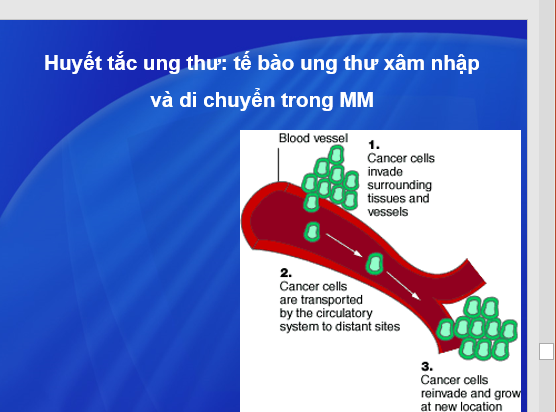 Huyết tắc ung thư: tế bào ung thư xâm nhập
và di chuyển trong MM
Blood vessel
1.
Cancer cells
invade
surrounding
tissues and
vessels
2.
Cancer cells
are transported
by the circulatory
system to distant sites
3.
Cancer cells
reinvade and grow
at new location